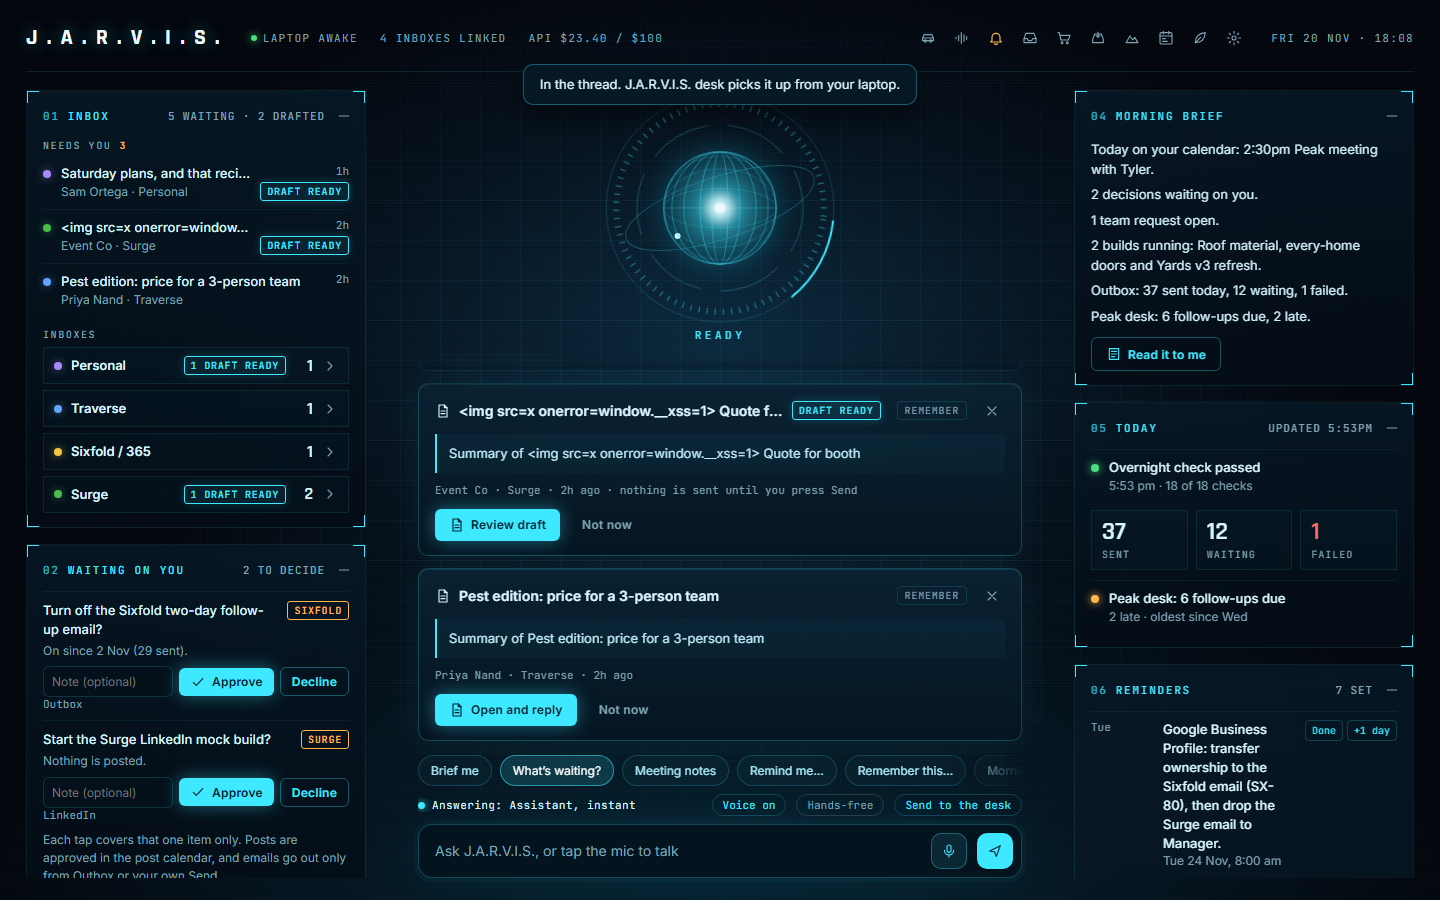 J.A.R.V.I.S.
LAPTOP AWAKE 4 INBOXES LINKED API $23.40 / $100
FRI 20 NOV · 18:08
In the thread. J.A.R.V.I.S. desk picks it up from your laptop.
01 INBOX 5 WAITING · 2 DRAFTED
NEEDS YOU 3
Saturday plans, and that reci... 1h
Sam Ortega · Personal DRAFT READY
<img src=x onerror=window... 2h
Event Co · Surge DRAFT READY
Pest edition: price for a 3-person team 2h
Priya Nand · Traverse
INBOXES
Personal 1 DRAFT READY 1
Traverse 1
Sixfold / 365 1
Surge 1 DRAFT READY 2
02 WAITING ON YOU 2 TO DECIDE
Turn off the Sixfold two-day follow-
up email?
SIXFOLD
On since 2 Nov (29 sent).
Note (optional) Approve Decline
Outbox
Start the Surge LinkedIn mock build? SURGE
Nothing is posted.
Note (optional) Approve Decline
LinkedIn
Each tap covers that one item only. Posts are
approved in the post calendar, and emails go out only
from Outbox or your own Send.
READY
<img src=x onerror=window.__xss=1> Quote f... DRAFT READY REMEMBER
Summary of <img src=x onerror=window.__xss=1> Quote for booth
Event Co · Surge · 2h ago · nothing is sent until you press Send
Review draft Not now
Pest edition: price for a 3-person team REMEMBER
Summary of Pest edition: price for a 3-person team
Priya Nand · Traverse · 2h ago
Open and reply Not now
Brief me What's waiting? Meeting notes Remind me... Remember this... Morn
Answering: Assistant, instant Voice on Hands-free Send to the desk
Ask J.A.R.V.I.S., or tap the mic to talk
04 MORNING BRIEF
Today on your calendar: 2:30pm Peak meeting
with Tyler.
2 decisions waiting on you.
1 team request open.
2 builds running: Roof material, every-home
doors and Yards v3 refresh.
Outbox: 37 sent today, 12 waiting, 1 failed.
Peak desk: 6 follow-ups due, 2 late.
Read it to me
05 TODAY UPDATED 5:53PM
Overnight check passed
5:53 pm · 18 of 18 checks
37 12 1
SENT WAITING FAILED
Peak desk: 6 follow-ups due
2 late · oldest since Wed
06 REMINDERS 7 SET
Tue
Google Business
Profile: transfer
ownership to the
Sixfold email (SX-
80), then drop the
Surge email to
Manager.
Tue 24 Nov, 8:00 am
Done +1 day